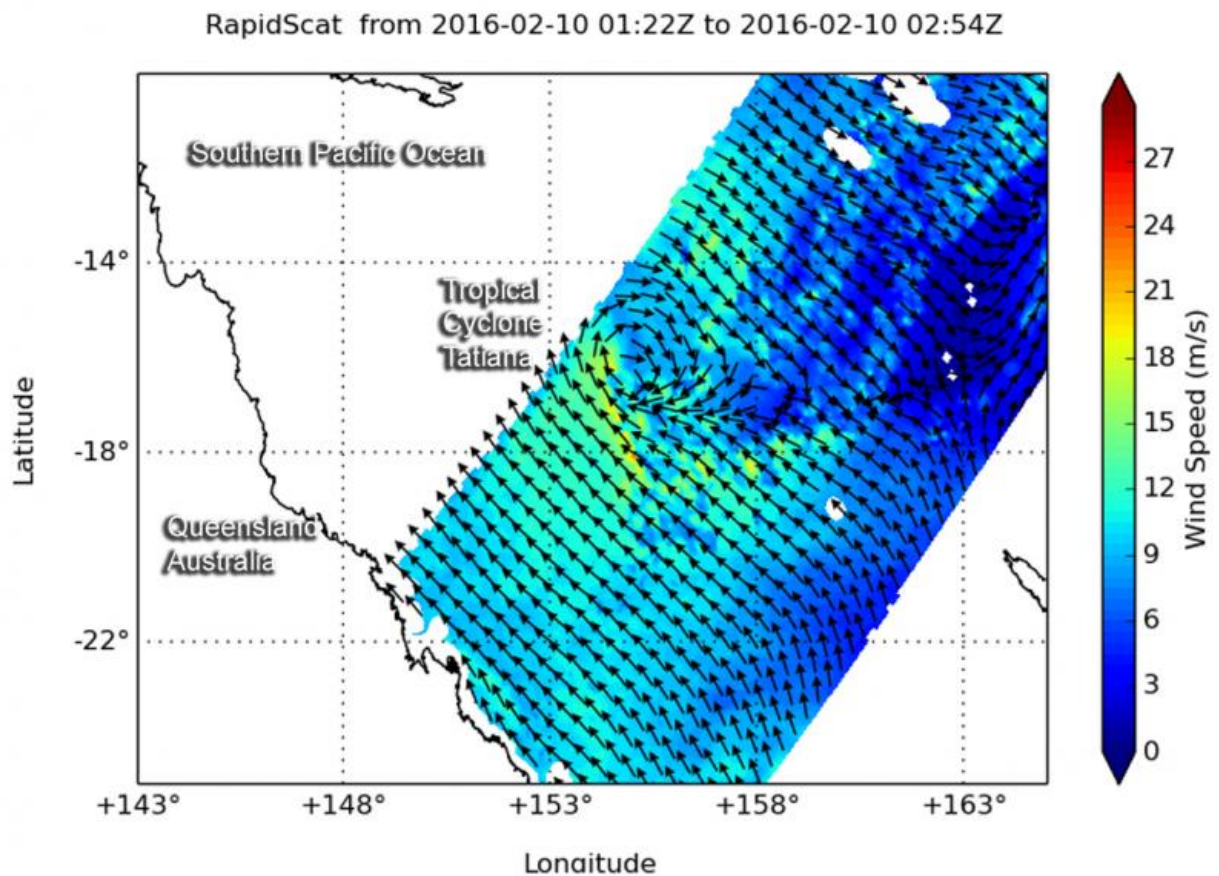 RapidScat from 2016-02-10 01:22Z to 2016-02-10 02:54Z
Southern Pacific Ocean
Tropical
Cyclone
Tatiana
Queensland
Australia
-14°
-18°
-22°
Latitude
+143°
+148°
+153°
+158°
+163°
Longitude
27
24
21
18
15
12
9
6
3
0
Wind Speed (m/s)